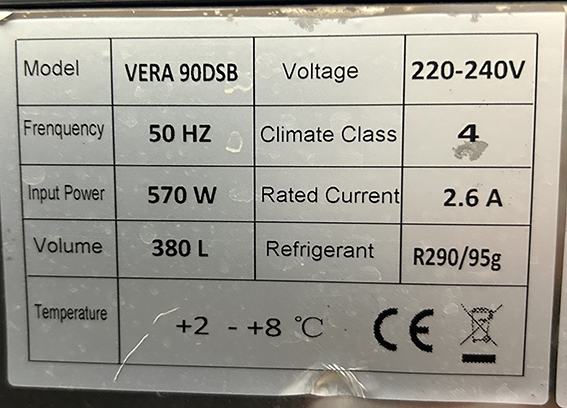 Model VERA 90DSB Voltage 220-240V
Frenquency 50 HZ Climate Class 4
Input Power 570 W Rated Current 2.6 A
Volume 380 L Refrigerant R290/95g
Temperature +2 - +8 ℃ CE